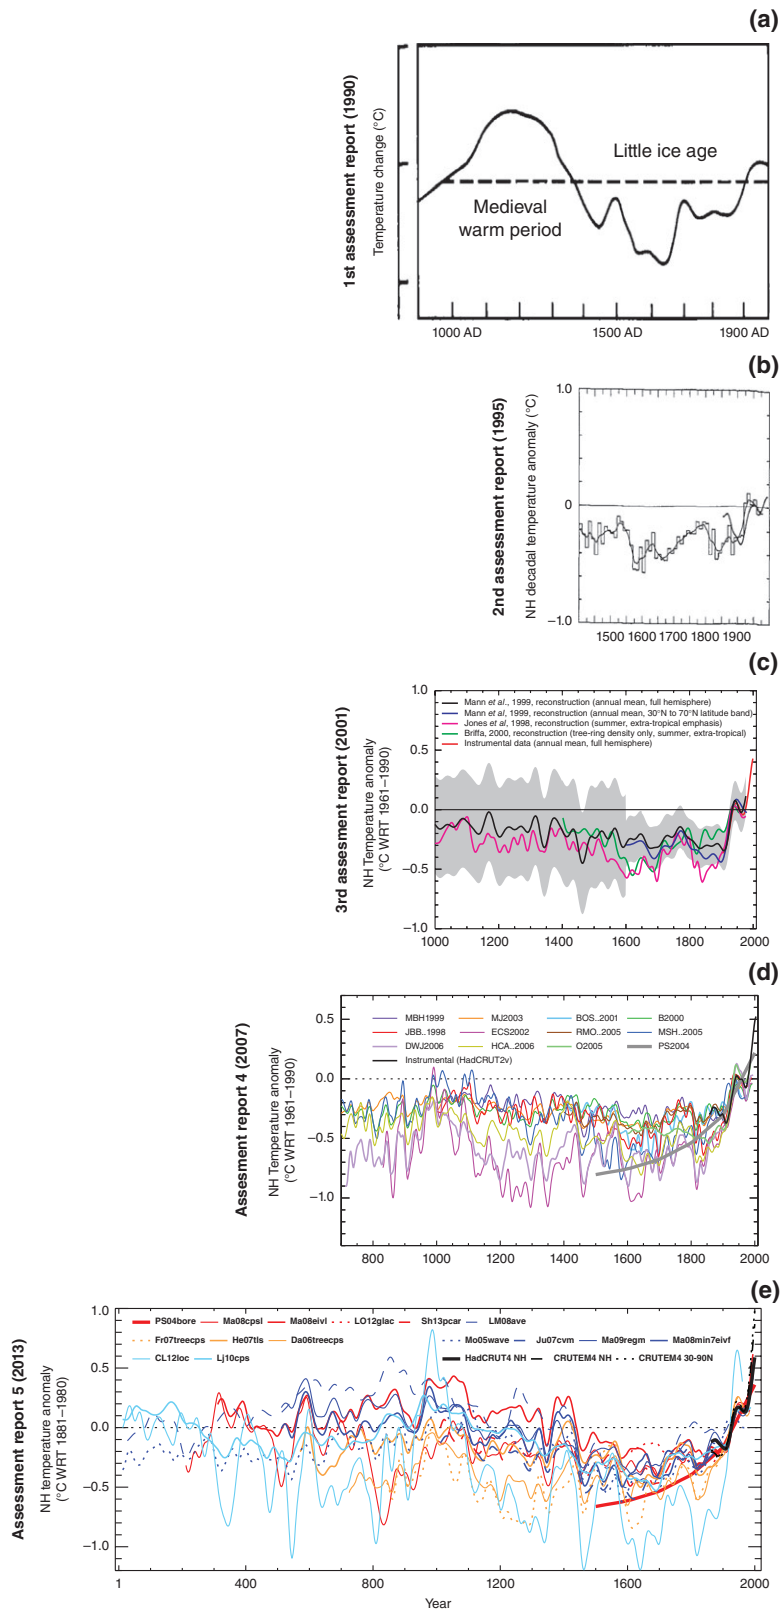 (a)
1st assessment report (1990)
Temperature change (°C)
Little ice age
Medieval
warm period
1000 AD 1500 AD 1900 AD
(b)
2nd assessment report (1995)
NH decadal temperature anomaly (°C)
1.0
0
−1.0
1500 1600 1700 1800 1900
(c)
3rd assesment report (2001)
NH Temperature anomaly
(°C WRT 1961–1990)
1.0
0.5
0.0
−0.5
−1.0
Mann et al., 1999, reconstruction (annual mean, full hemisphere)
Mann et al, 1999, reconstruction (annual mean, 30°N to 70°N latitude band)
Jones et al, 1998, reconstruction (summer, extra-tropical emphasis)
Briffa, 2000, reconstruction (tree-ring density only, summer, extra-tropical)
Instrumental data (annual mean, full hemisphere)
1000 1200 1400 1600 1800 2000
(d)
Assesment report 4 (2007)
NH Temperature anomaly
(°C WRT 1961–1990)
0.5
0.0
−0.5
−1.0
MBH1999 MJ2003 BOS..2001 B2000
JBB..1998 ECS2002 RMO..2005 MSH..2005
DWJ2006 HCA..2006 O2005 PS2004
Instrumental (HadCRUT2v)
800 1000 1200 1400 1600 1800 2000
(e)
Assessment report 5 (2013)
NH temperature anomaly
(°C WRT 1881–1980)
1.0
0.5
0.0
−0.5
−1.0
PS04bore Ma08cpsl Ma08eivl LO12glac Sh13pcar LM08ave
Fr07treecps He07tls Da06treecps Mo05wave Ju07cvm Ma09regm Ma08min7eivf
CL12loc Lj10cps HadCRUT4 NH CRUTEM4 NH CRUTEM4 30-90N
1 400 800 1200 1600 2000
Year